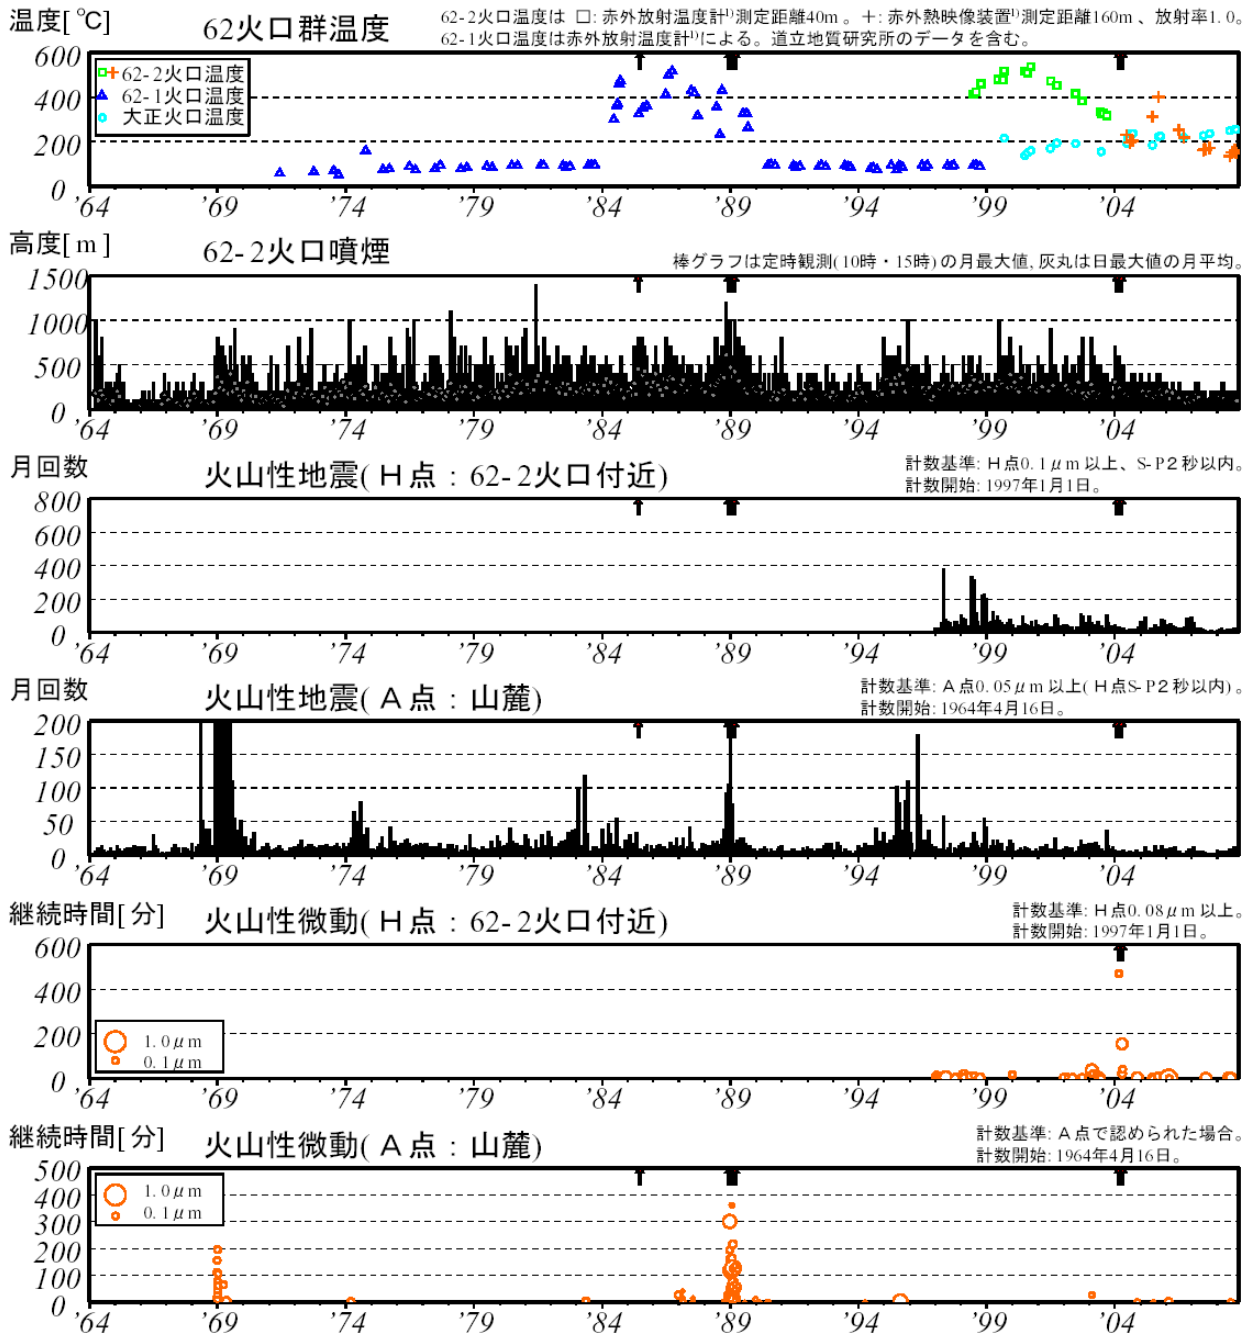 温度[℃]
62火口群温度
62-2火口温度は □: 赤外放射温度計¹⁾測定距離40m 。+: 赤外熱映像装置¹⁾測定距離160m 、放射率1.0。
62-1火口温度は赤外放射温度計¹⁾による。道立地質研究所のデータを含む。
600
400
200
0
62-2火口温度
62-1火口温度
大正火口温度
'64 '69 '74 '79 '84 '89 '94 '99 '04
高度[m]
62-2火口噴煙
棒グラフは定時観測(10時・15時)の月最大値, 灰丸は日最大値の月平均。
1500
1000
500
0
'64 '69 '74 '79 '84 '89 '94 '99 '04
月回数
火山性地震(H点：62-2火口付近)
計数基準: H点0.1μm以上、S-P2秒以内。
計数開始: 1997年1月1日。
800
600
400
200
0
'64 '69 '74 '79 '84 '89 '94 '99 '04
月回数
火山性地震(A点：山麓)
計数基準: A点0.05μm以上(H点S-P2秒以内)。
計数開始: 1964年4月16日。
200
150
100
50
0
'64 '69 '74 '79 '84 '89 '94 '99 '04
継続時間[分]
火山性微動(H点：62-2火口付近)
計数基準: H点0.08μm以上。
計数開始: 1997年1月1日。
600
400
200
0
1.0μm
0.1μm
'64 '69 '74 '79 '84 '89 '94 '99 '04
継続時間[分]
火山性微動(A点：山麓)
計数基準: A点で認められた場合。
計数開始: 1964年4月16日。
500
400
300
200
100
0
1.0μm
0.1μm
'64 '69 '74 '79 '84 '89 '94 '99 '04